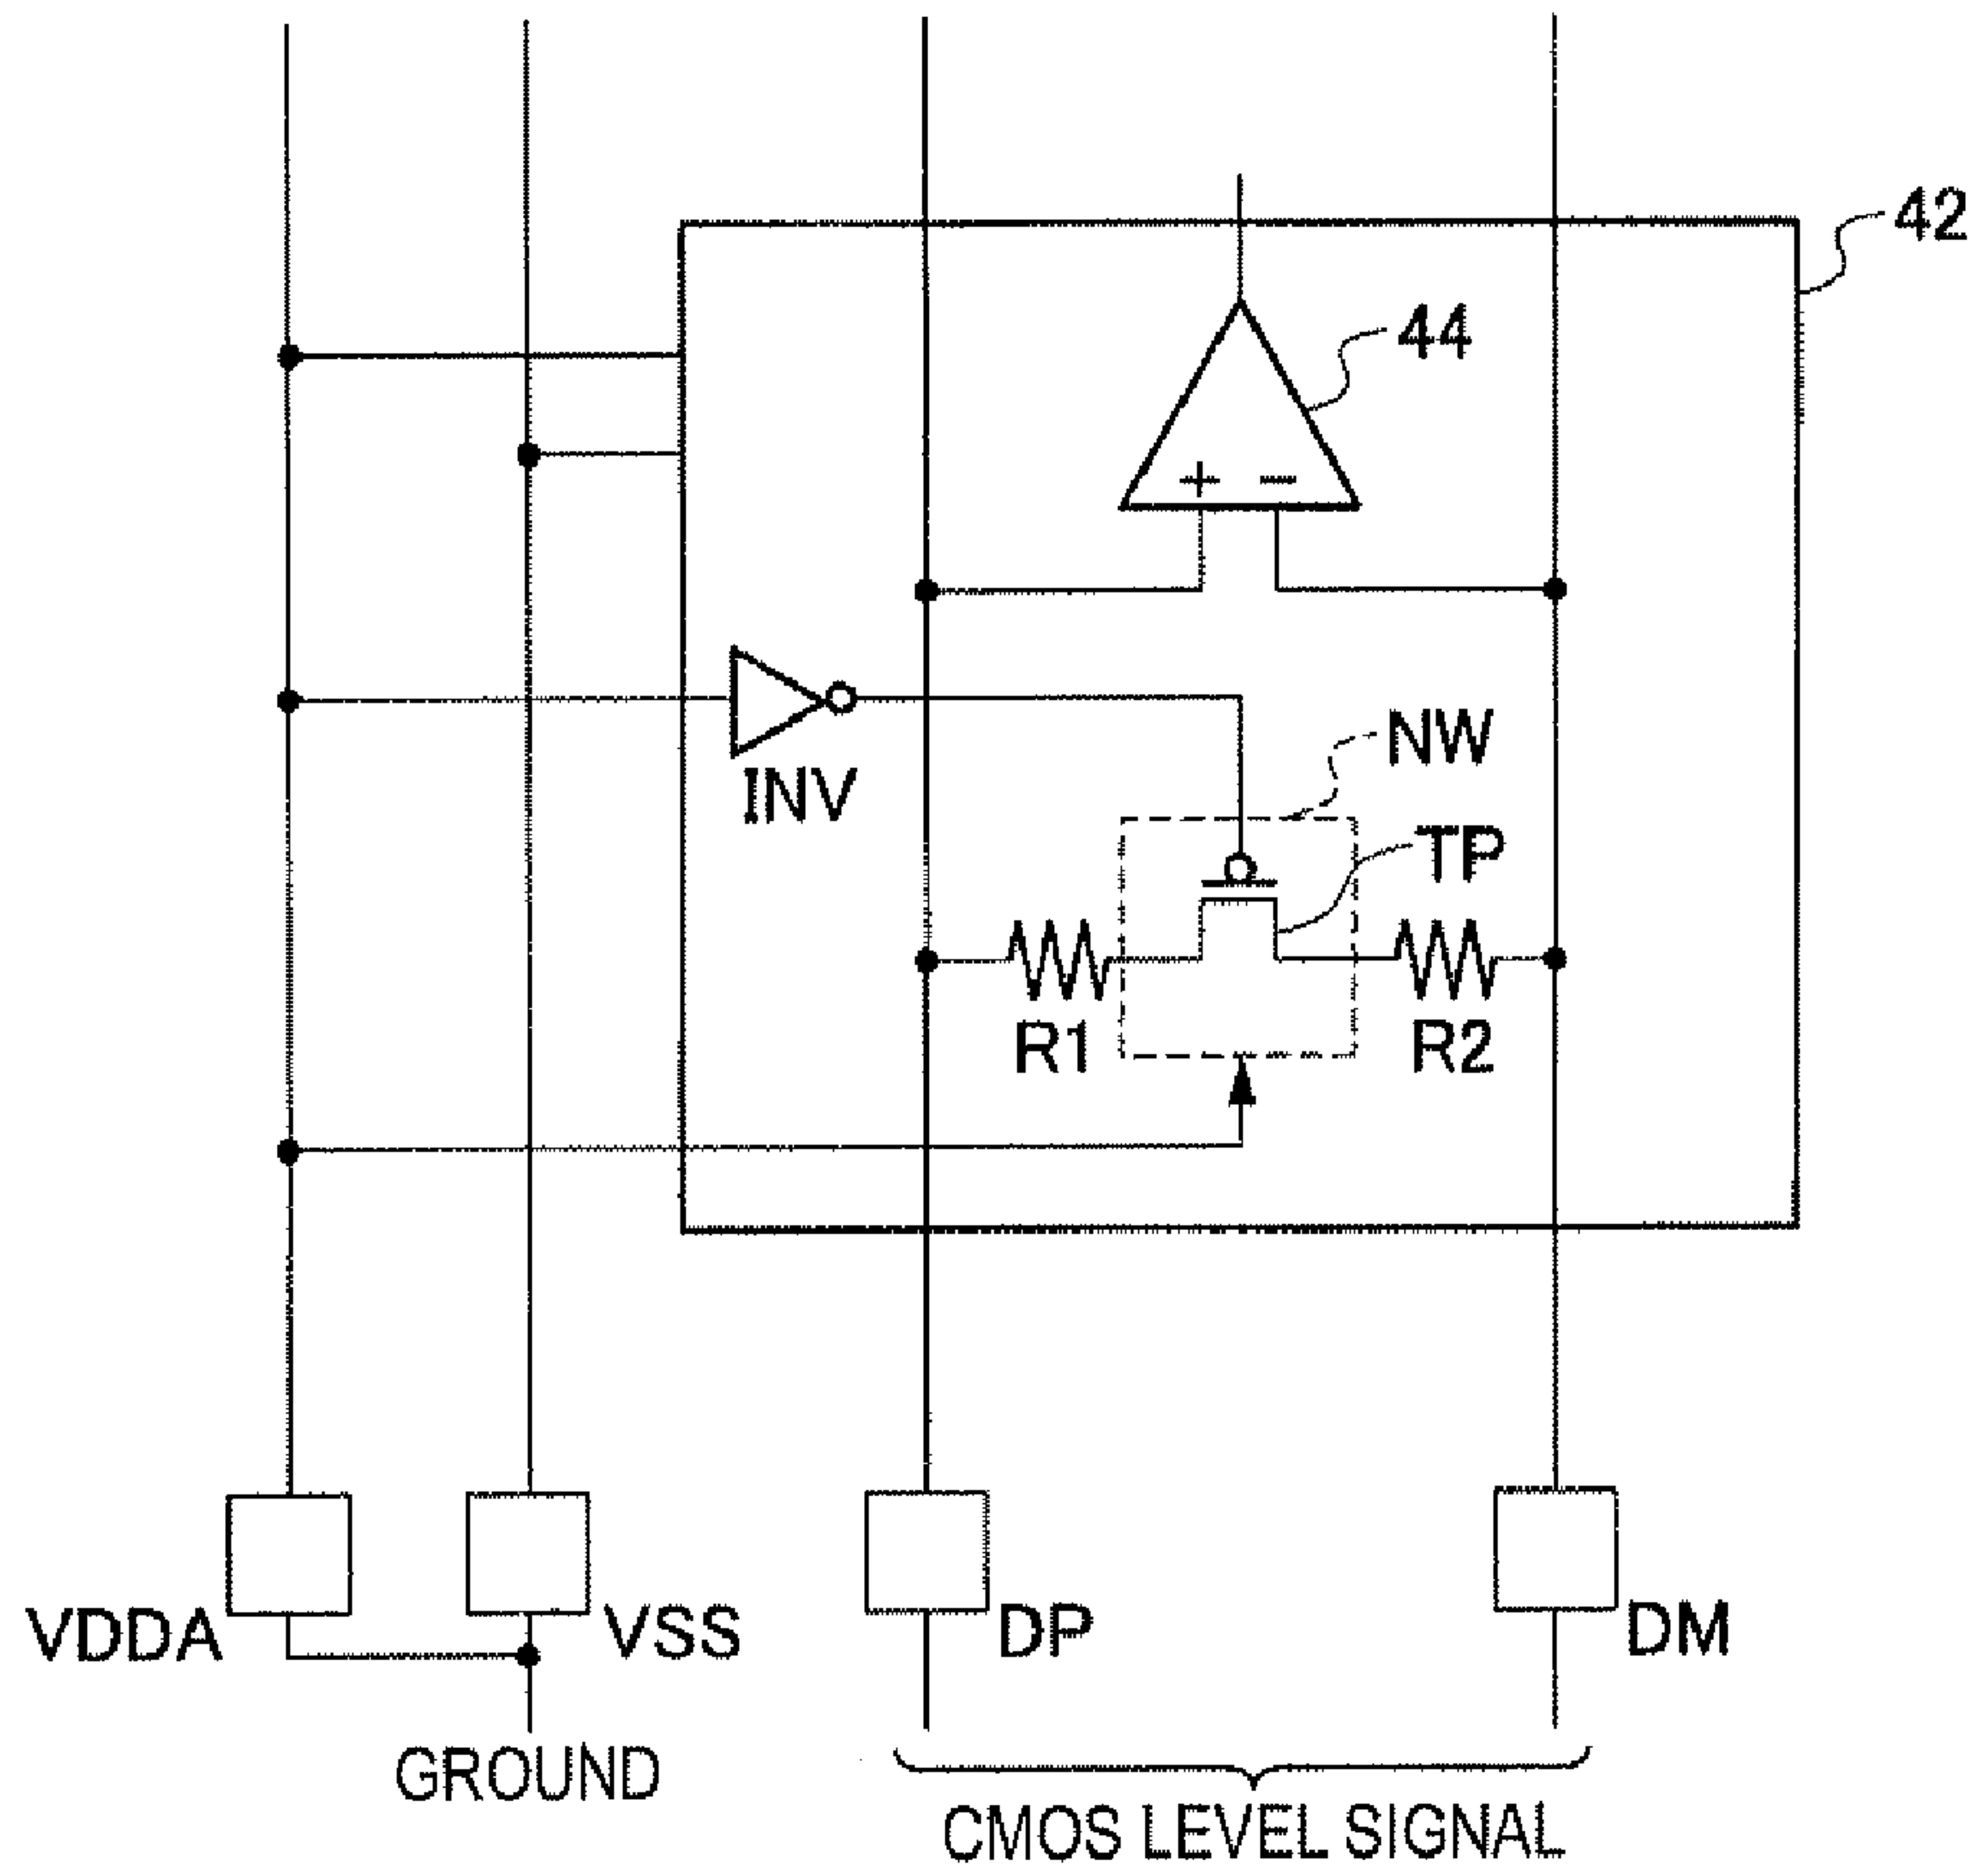 42
44
+ −
NW
INV
TP
R1
R2
VDDA
VSS
DP
DM
GROUND
CMOS LEVEL SIGNAL